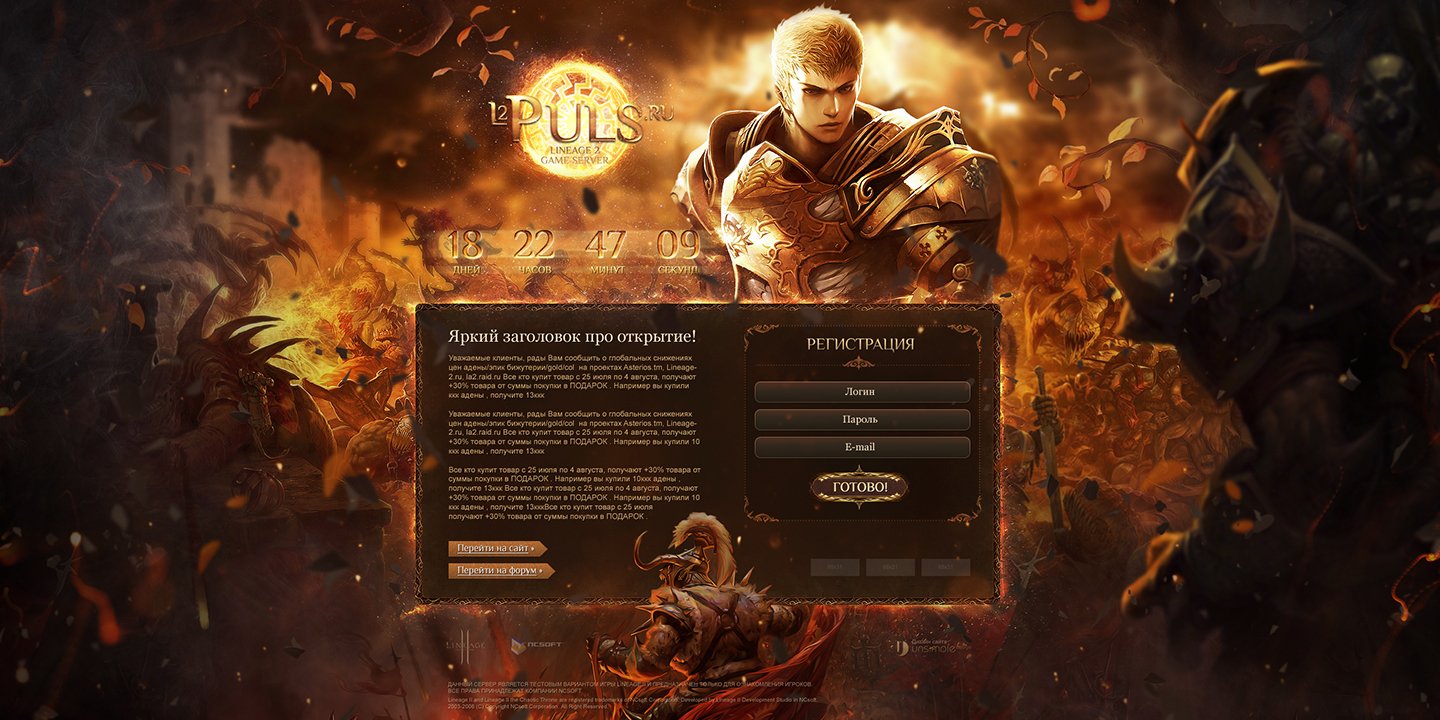 L2 PULS.RU
LINEAGE 2
GAME SERVER
18 22 47 09
ДНЕЙ ЧАСОВ МИНУТ СЕКУНД
Яркий заголовок про открытие!
Уважаемые клиенты, рады Вам сообщить о глобальных снижениях
цен адены/эпик бижутерии/gold/col на проектах Asterios.tm, Lineage-
2.ru, la2.raid.ru Все кто купит товар с 25 июля по 4 августа, получают
+30% товара от суммы покупки в ПОДАРОК . Например вы купили
ккк адены , получите 13ккк
Уважаемые клиенты, рады Вам сообщить о глобальных снижениях
цен адены/эпик бижутерии/gold/col на проектах Asterios.tm, Lineage-
2.ru, la2.raid.ru Все кто купит товар с 25 июля по 4 августа, получают
+30% товара от суммы покупки в ПОДАРОК . Например вы купили 10
ккк адены , получите 13ккк
Все кто купит товар с 25 июля по 4 августа, получают +30% товара от
суммы покупки в ПОДАРОК . Например вы купили 10ккк адены ,
получите 13ккк Все кто купит товар с 25 июля по 4 августа, получают
+30% товара от суммы покупки в ПОДАРОК . Например вы купили 10
ккк адены , получите 13кккВсе кто купит товар с 25 июля
получают +30% товара от суммы покупки в ПОДАРОК .
Перейти на сайт »
Перейти на форум »
РЕГИСТРАЦИЯ
Логин
Пароль
E-mail
ГОТОВО!
88x31 88x31 88x31
LINEAGE II
NCSOFT
uns-mole
ДАННЫЙ СЕРВЕР ЯВЛЯЕТСЯ ТЕСТОВЫМ ВАРИАНТОМ ИГРЫ LINEAGE II И ПРЕДНАЗНАЧЕН ТОЛЬКО ДЛЯ ОЗНАКОМЛЕНИЯ ИГРОКОВ.
ВСЕ ПРАВА ПРИНАДЛЕЖАТ КОМПАНИИ NCSOFT.
Lineage II and Lineage II the Chaotic Throne are registered trademarks of NCsoft Corporation. Developed by Lineage II Development Studio in NCsoft.
2003-2008 (C) Copyright NCsoft Corporation. All Right Reserved.